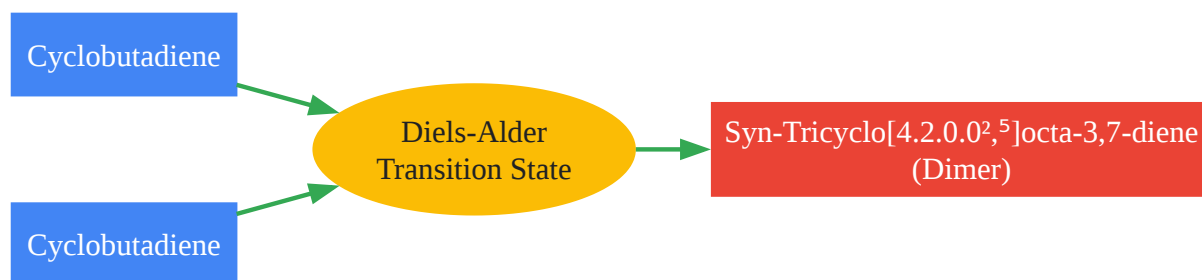 Cyclobutadiene
Diels-Alder
Transition State
Syn-Tricyclo[4.2.0.0²,⁵]octa-3,7-diene
(Dimer)
Cyclobutadiene